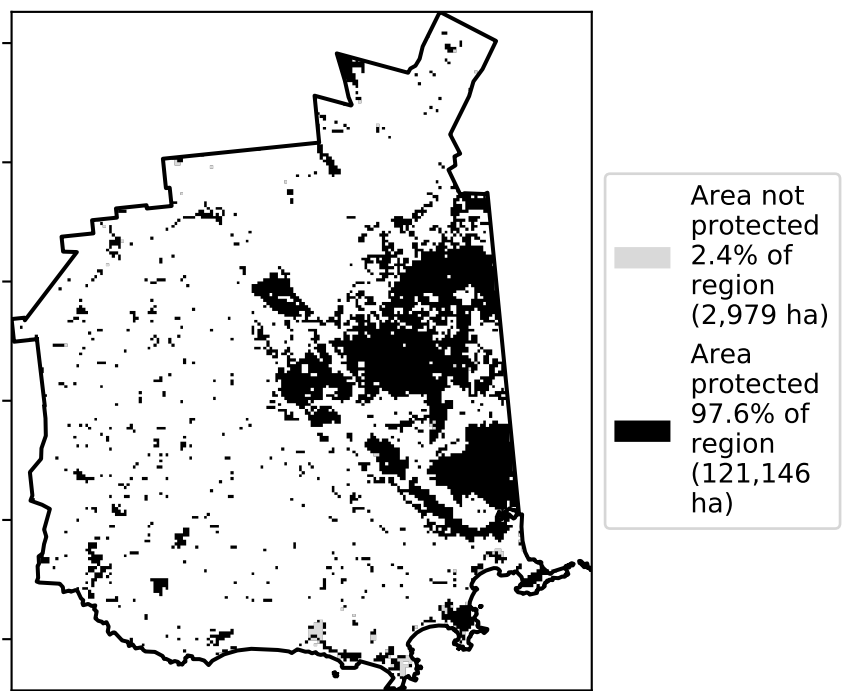 Area not
protected
2.4% of
region
(2,979 ha)
Area
protected
97.6% of
region
(121,146
ha)